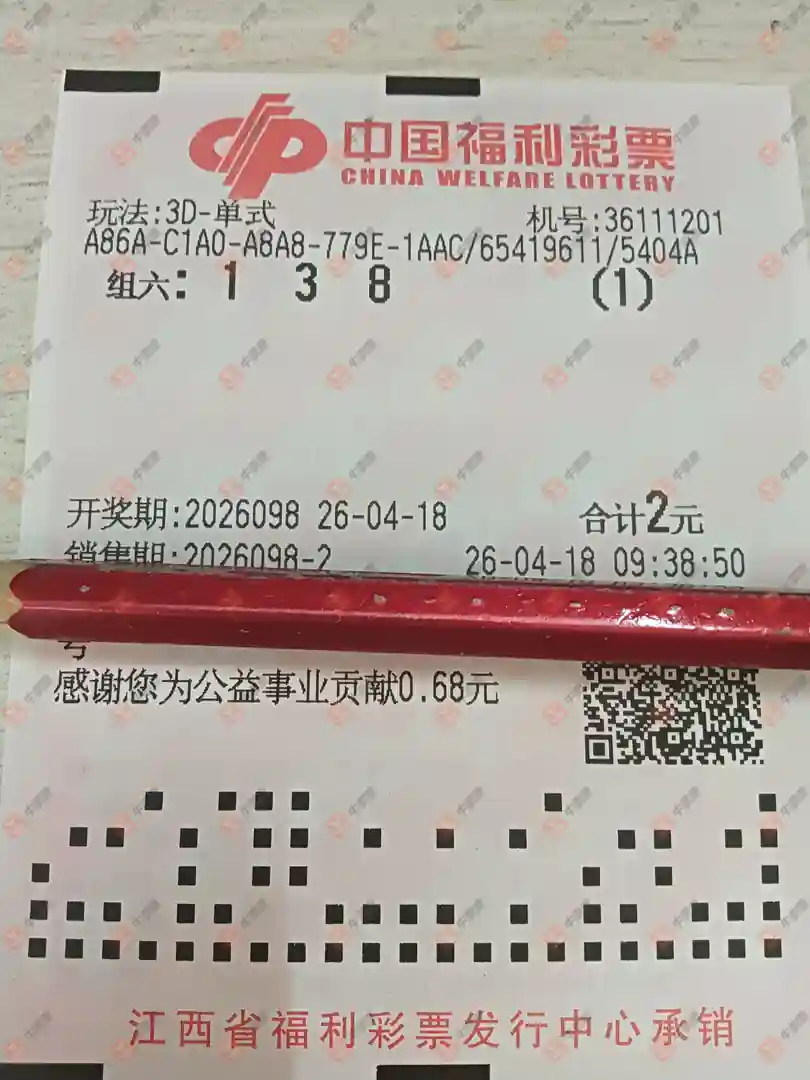 中国福利彩票
CHINA WELFARE LOTTERY
玩法:3D-单式 机号:36111201
A86A-C1A0-A8A8-779E-1AAC/65419611/5404A
组六: 1 3 8 (1)
开奖期:2026098 26-04-18 合计2元
销售期:2026098-2 26-04-18 09:38:50
号
感谢您为公益事业贡献0.68元
江西省福利彩票发行中心承销